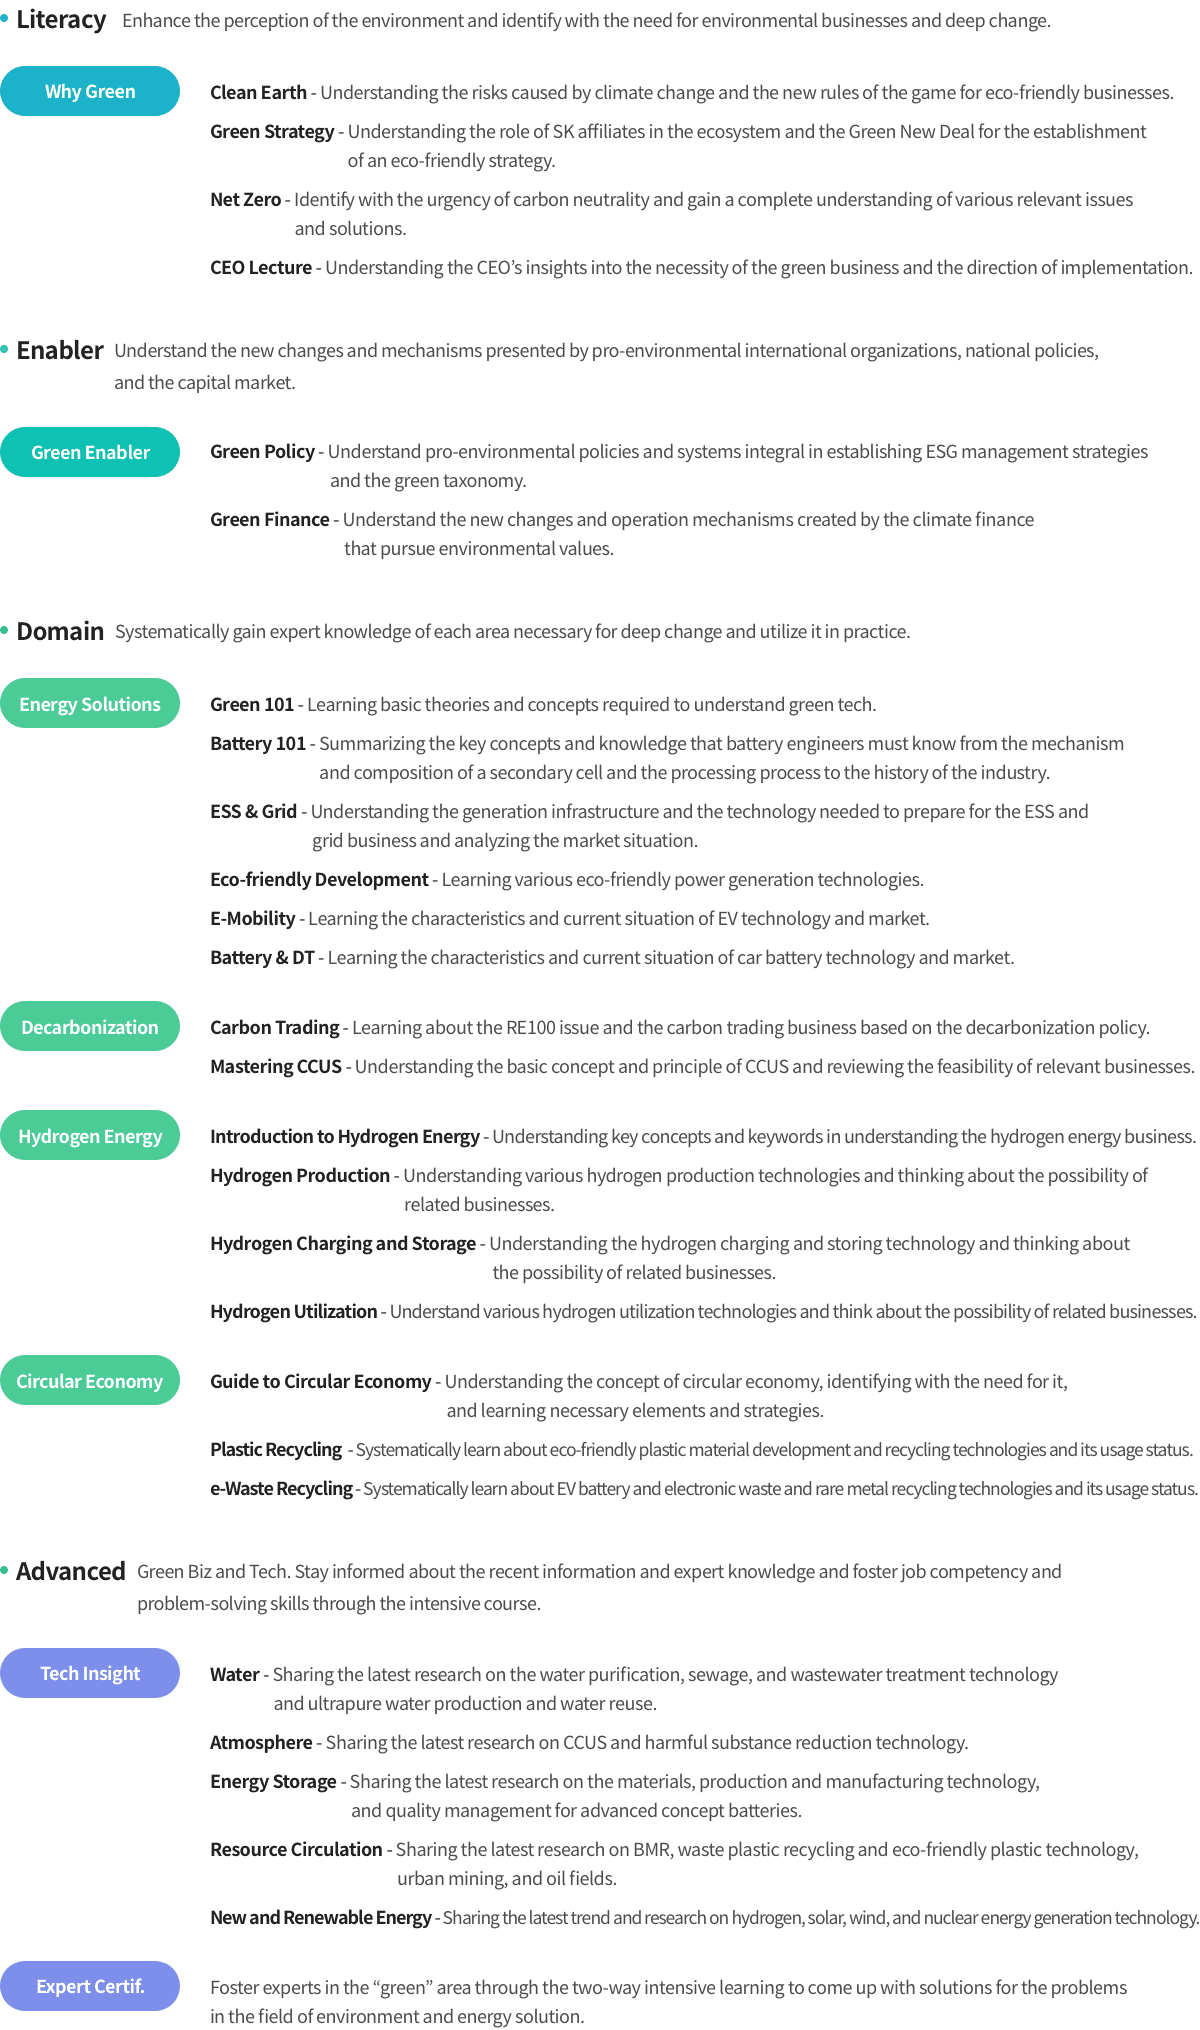 Literacy Enhance the perception of the environment and identify with the need for environmental businesses and deep change.
Why Green
Clean Earth - Understanding the risks caused by climate change and the new rules of the game for eco-friendly businesses.
Green Strategy - Understanding the role of SK affiliates in the ecosystem and the Green New Deal for the establishment
of an eco-friendly strategy.
Net Zero - Identify with the urgency of carbon neutrality and gain a complete understanding of various relevant issues
and solutions.
CEO Lecture - Understanding the CEO’s insights into the necessity of the green business and the direction of implementation.
Enabler Understand the new changes and mechanisms presented by pro-environmental international organizations, national policies,
and the capital market.
Green Enabler
Green Policy - Understand pro-environmental policies and systems integral in establishing ESG management strategies
and the green taxonomy.
Green Finance - Understand the new changes and operation mechanisms created by the climate finance
that pursue environmental values.
Domain Systematically gain expert knowledge of each area necessary for deep change and utilize it in practice.
Energy Solutions
Green 101 - Learning basic theories and concepts required to understand green tech.
Battery 101 - Summarizing the key concepts and knowledge that battery engineers must know from the mechanism
and composition of a secondary cell and the processing process to the history of the industry.
ESS & Grid - Understanding the generation infrastructure and the technology needed to prepare for the ESS and
grid business and analyzing the market situation.
Eco-friendly Development - Learning various eco-friendly power generation technologies.
E-Mobility - Learning the characteristics and current situation of EV technology and market.
Battery & DT - Learning the characteristics and current situation of car battery technology and market.
Decarbonization
Carbon Trading - Learning about the RE100 issue and the carbon trading business based on the decarbonization policy.
Mastering CCUS - Understanding the basic concept and principle of CCUS and reviewing the feasibility of relevant businesses.
Hydrogen Energy
Introduction to Hydrogen Energy - Understanding key concepts and keywords in understanding the hydrogen energy business.
Hydrogen Production - Understanding various hydrogen production technologies and thinking about the possibility of
related businesses.
Hydrogen Charging and Storage - Understanding the hydrogen charging and storing technology and thinking about
the possibility of related businesses.
Hydrogen Utilization - Understand various hydrogen utilization technologies and think about the possibility of related businesses.
Circular Economy
Guide to Circular Economy - Understanding the concept of circular economy, identifying with the need for it,
and learning necessary elements and strategies.
Plastic Recycling - Systematically learn about eco-friendly plastic material development and recycling technologies and its usage status.
e-Waste Recycling - Systematically learn about EV battery and electronic waste and rare metal recycling technologies and its usage status.
Advanced Green Biz and Tech. Stay informed about the recent information and expert knowledge and foster job competency and
problem-solving skills through the intensive course.
Tech Insight
Water - Sharing the latest research on the water purification, sewage, and wastewater treatment technology
and ultrapure water production and water reuse.
Atmosphere - Sharing the latest research on CCUS and harmful substance reduction technology.
Energy Storage - Sharing the latest research on the materials, production and manufacturing technology,
and quality management for advanced concept batteries.
Resource Circulation - Sharing the latest research on BMR, waste plastic recycling and eco-friendly plastic technology,
urban mining, and oil fields.
New and Renewable Energy - Sharing the latest trend and research on hydrogen, solar, wind, and nuclear energy generation technology.
Expert Certif.
Foster experts in the “green” area through the two-way intensive learning to come up with solutions for the problems
in the field of environment and energy solution.